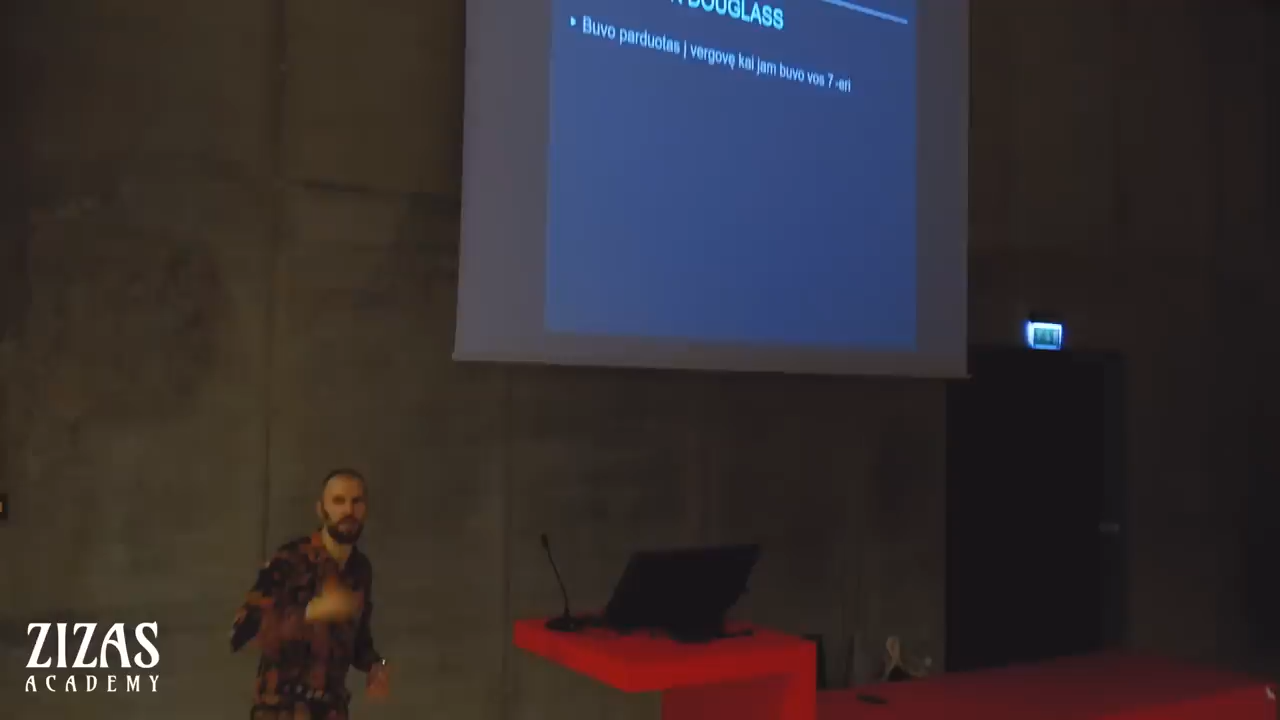 DOUGLASS
▸ Buvo parduotas į vergovę kai jam buvo vos 7-eri
ZIZAS
ACADEMY